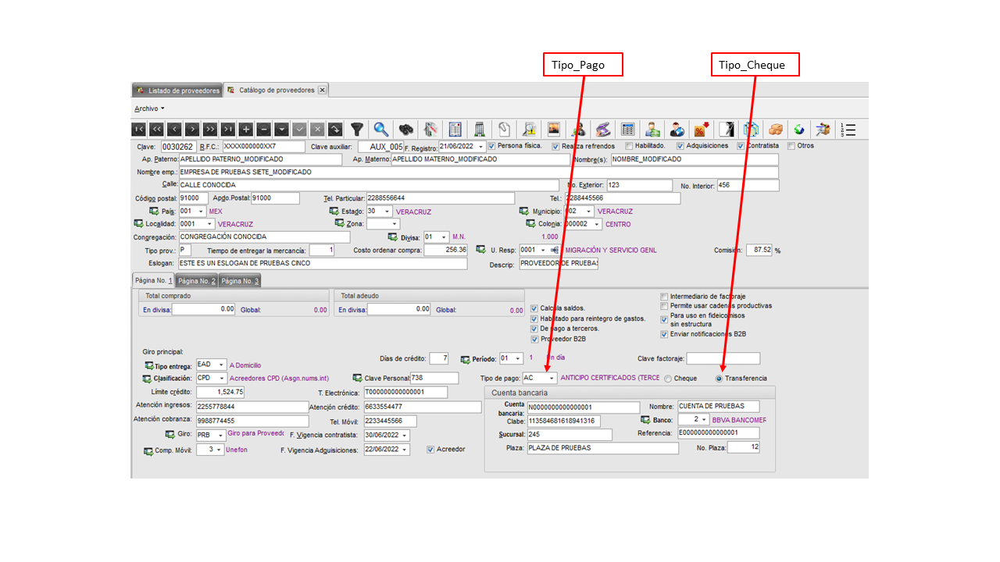 Tipo_Pago Tipo_Cheque
Listado de proveedores Catálogo de proveedores
Archivo
Clave: 0030262 R.F.C.: XXXX000000XX7 Clave auxiliar: AUX_005 F. Registro: 21/06/2022 Persona física. Realiza refrendos Habilitado. Adquisiciones Contratista Otros
Ap. Paterno: APELLIDO PATERNO_MODIFICADO Ap. Materno: APELLIDO MATERNO_MODIFICADO Nombre(s): NOMBRE_MODIFICADO
Nombre emp.: EMPRESA DE PRUEBAS SIETE_MODIFICADO
Calle: CALLE CONOCIDA No. Exterior: 123 No. Interior: 456
Código postal: 91000 Apdo.Postal: 91000 Tel. Particular: 2288556644 Tel.: 2288445566
País: 001 MEX Estado: 30 VERACRUZ Municipio: 002 VERACRUZ
Localidad: 0001 VERACRUZ Zona: Colonia: 000002 CENTRO
Congregación: CONGREGACIÓN CONOCIDA Divisa: 01 M.N. 1.000
Tipo prov.: P Tiempo de entregar la mercancía: 1 Costo ordenar compra: 256.36 U. Resp: 0001 MIGRACIÓN Y SERVICIO GENL Comisión: 87.52 %
Eslogan: ESTE ES UN ESLOGAN DE PRUEBAS CINCO Descrip: PROVEEDOR DE PRUEBAS
Página No. 1 Página No. 2 Página No. 3
Total comprado Total adeudo
En divisa: 0.00 Global: 0.00 En divisa: 0.00 Global: 0.00
Calcula saldos.
Habilitado para reintegro de gastos.
De pago a terceros.
Proveedor B2B
Intermediario de factoraje
Permite usar cadenas productivas
Para uso en fideicomisos
sin estructura
Enviar notificaciones B2B
Giro principal:
Días de crédito: 7 Período: 01 1 Un día Clave factoraje:
Tipo entrega: EAD A Domicilio
Clasificación: CPD Acreedores CPD (Asgn.nums.int) Clave Personal: 738 Tipo de pago: AC ANTICIPO CERTIFICADOS (TERCE Cheque Transferencia
Límite crédito: 1,524.75 T. Electrónica: T000000000000001
Atención ingresos: 2255778844 Atención crédito: 6633554477
Atención cobranza: 9988774455 Tel. Móvil: 2233445566
Giro: PRB Giro para Proveedo F. Vigencia contratista: 30/06/2022
Comp. Móvil: 3 Unefon F. Vigencia Adguisiciones: 22/06/2022 Acreedor
Cuenta bancaria
Cuenta
bancaria: N0000000000000001 Nombre: CUENTA DE PRUEBAS
Clabe: 113584681618941316 Banco: 2 BBVA BANCOMER
Sucursal: 245 Referencia: E000000000000001
Plaza: PLAZA DE PRUEBAS No. Plaza: 12